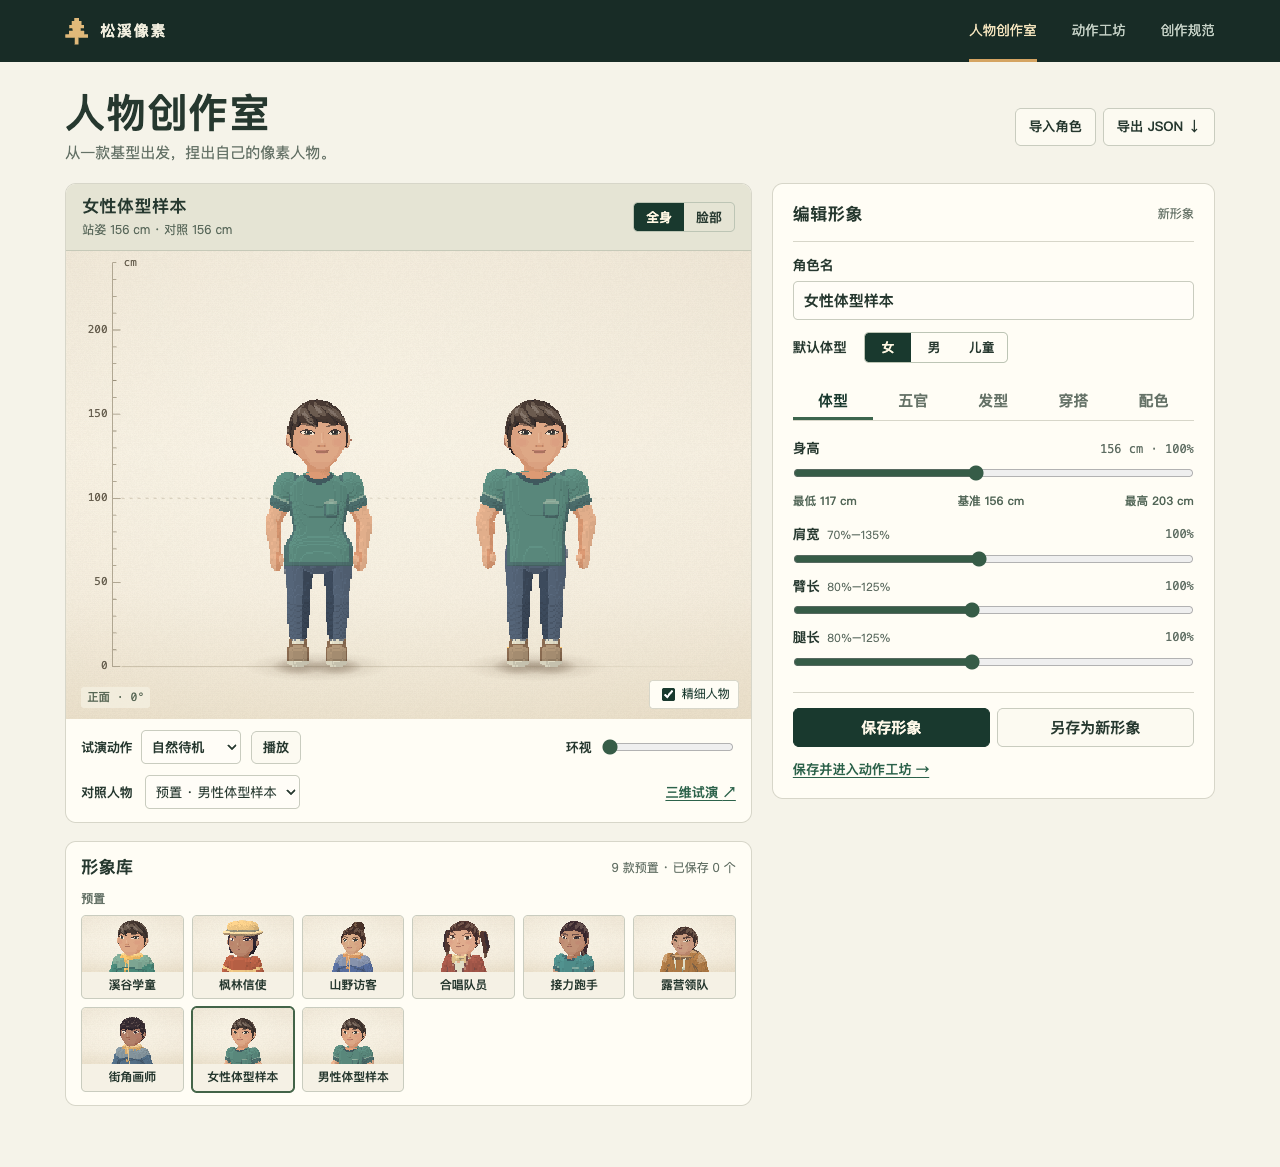 松溪像素
人物创作室
动作工坊
创作规范
人物创作室
从一款基型出发，捏出自己的像素人物。
导入角色
导出 JSON ↓
女性体型样本
站姿 156 cm · 对照 156 cm
全身
脸部
cm
200
150
100
50
0
正面 · 0°
精细人物
试演动作
自然待机
播放
环视
对照人物
预置 · 男性体型样本
三维试演 ↗
形象库
9 款预置 · 已保存 0 个
预置
溪谷学童
枫林信使
山野访客
合唱队员
接力跑手
露营领队
街角画师
女性体型样本
男性体型样本
编辑形象
新形象
角色名
女性体型样本
默认体型
女
男
儿童
体型
五官
发型
穿搭
配色
身高
156 cm · 100%
最低 117 cm
基准 156 cm
最高 203 cm
肩宽 70%—135%
100%
臂长 80%—125%
100%
腿长 80%—125%
100%
保存形象
另存为新形象
保存并进入动作工坊 →